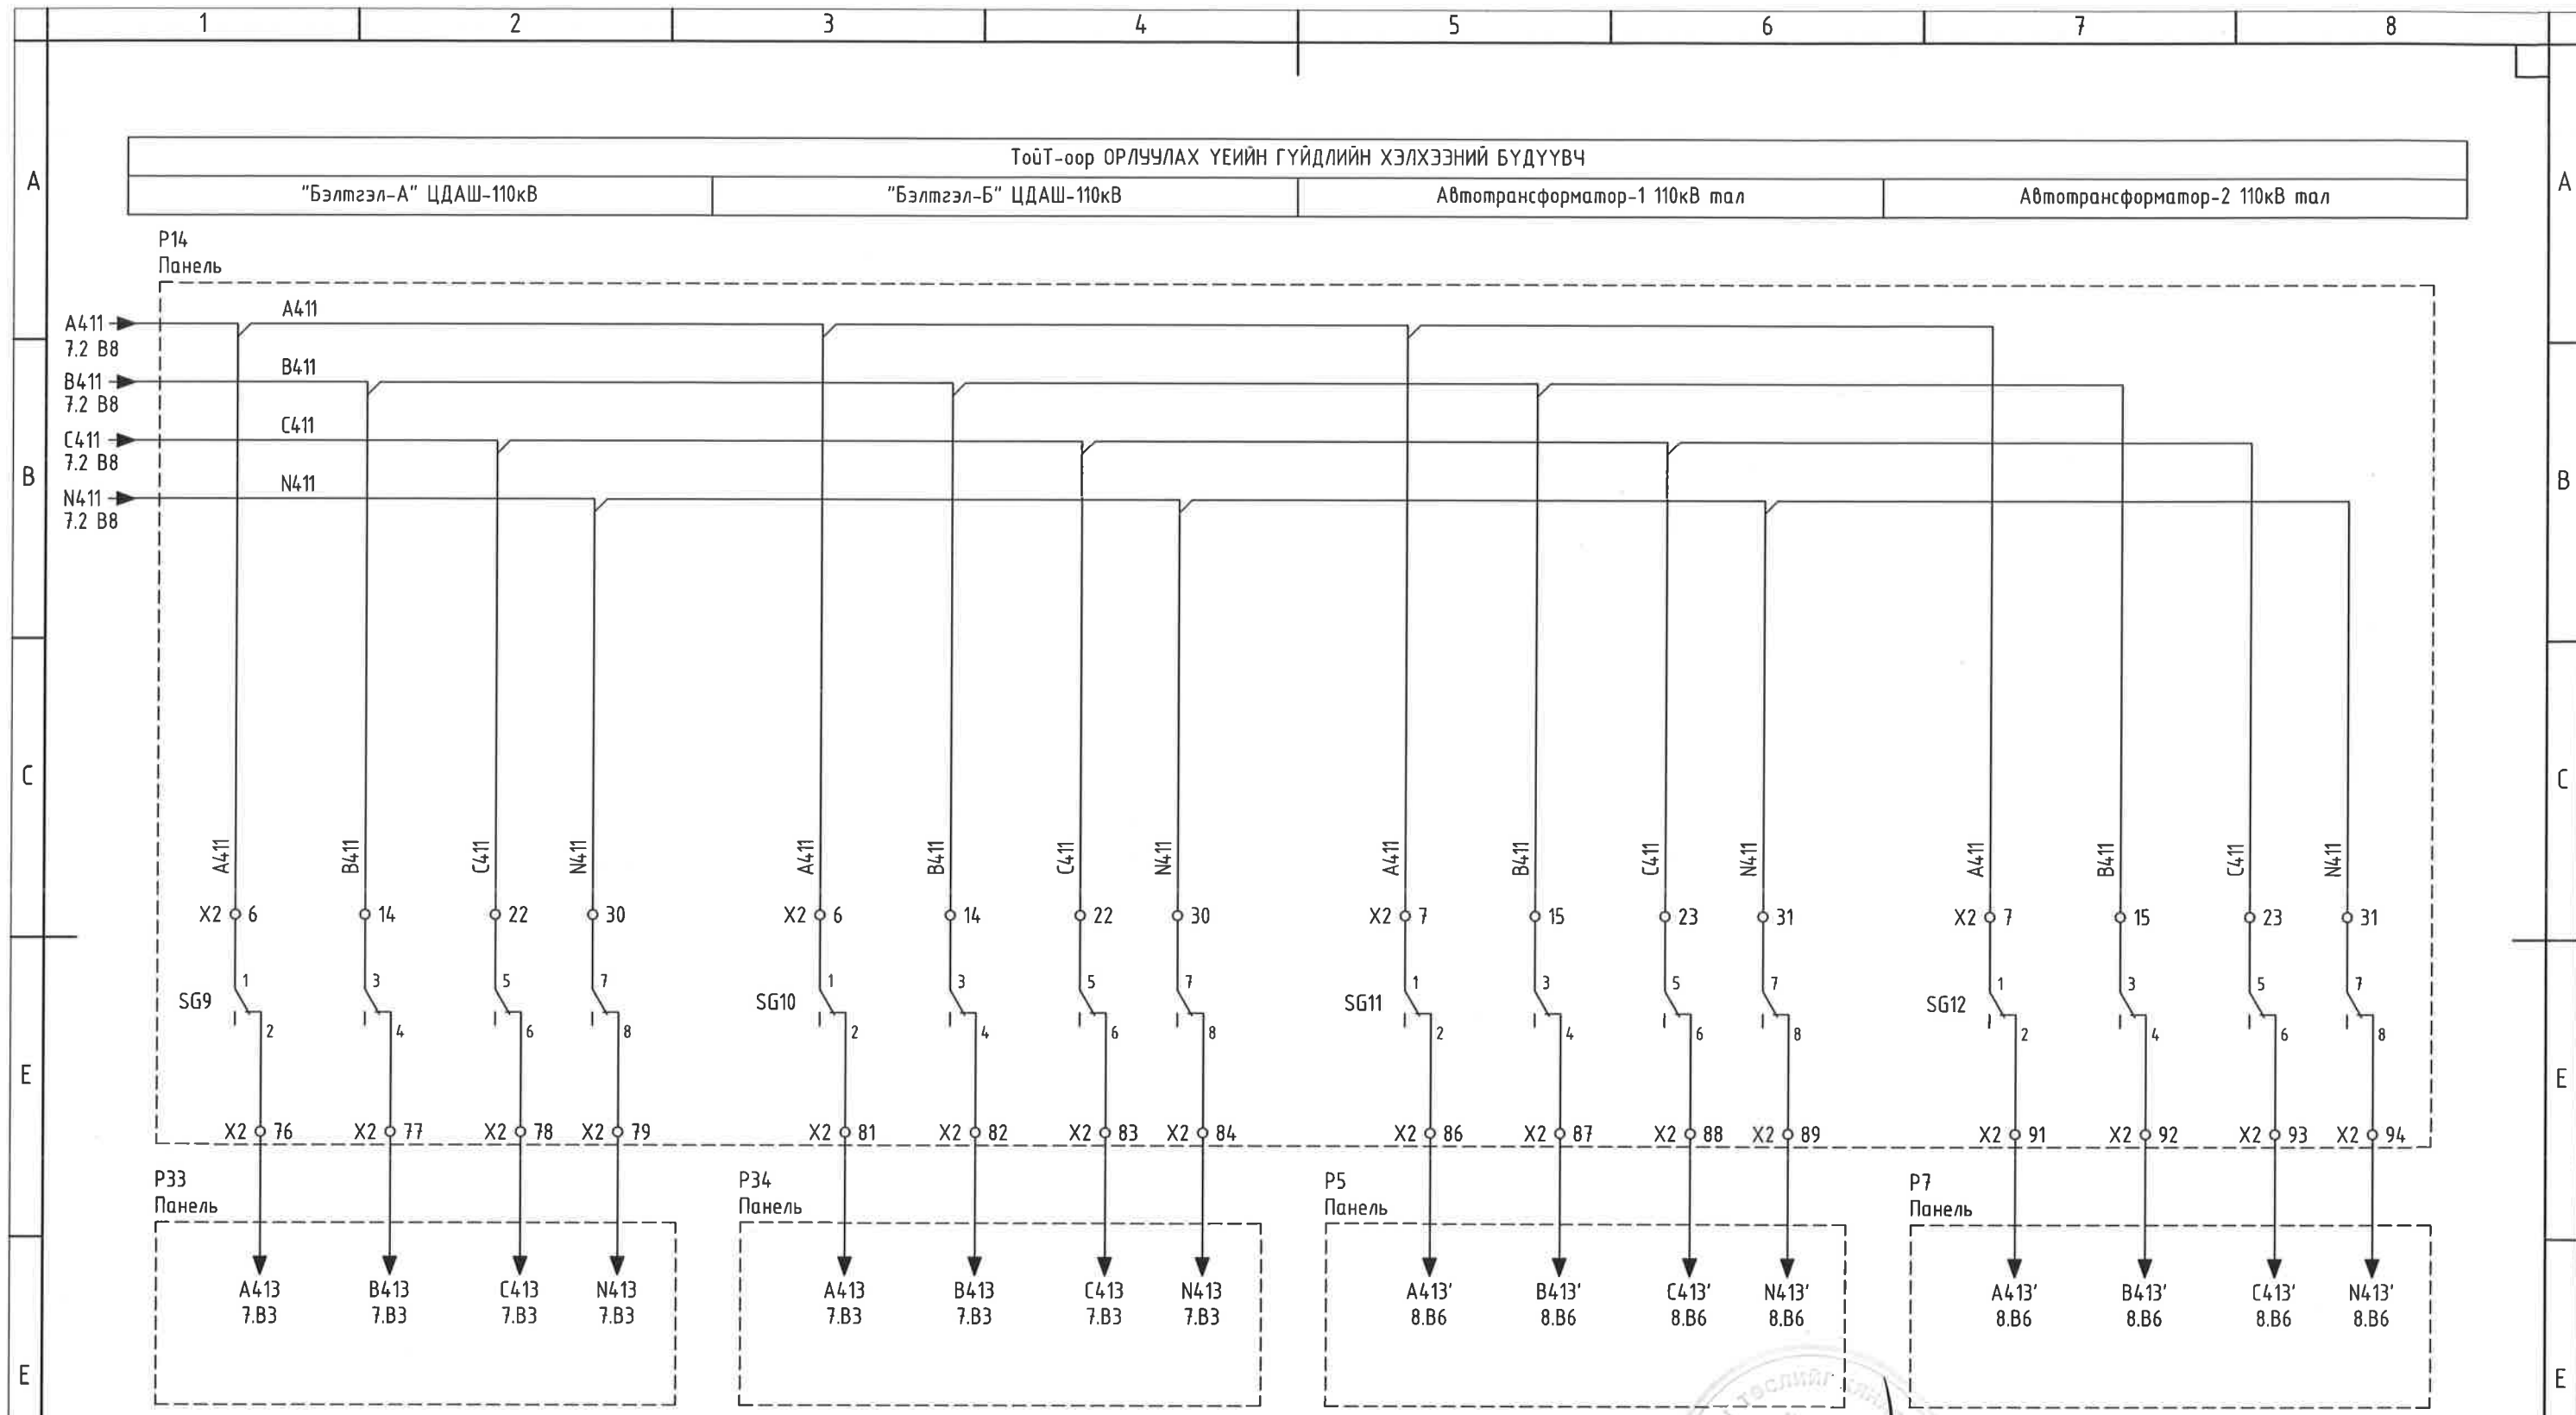 1 2 3 4 5 6 7 8
ТойТ-оор ОРЛУУЛАХ ҮЕИЙН ГҮЙДЛИЙН ХЭЛХЭЭНИЙ БҮДҮҮВЧ
"Бэлтгэл-А" ЦДАШ-110кВ "Бэлтгэл-Б" ЦДАШ-110кВ Автотрансформатор-1 110кВ тал Автотрансформатор-2 110кВ тал
A A
P14
Панель
A411 A411
7.2 B8
B411 B411
7.2 B8
C411 C411
7.2 B8
B B
N411 N411
7.2 B8
C C
A411 B411 C411 N411 A411 B411 C411 N411 A411 B411 C411 N411 A411 B411 C411 N411
X2 6 14 22 30 X2 6 14 22 30 X2 7 15 23 31 X2 7 15 23 31
1 3 5 7 1 3 5 7 1 3 5 7 1 3 5 7
SG9 SG10 SG11 SG12
2 4 6 8 2 4 6 8 2 4 6 8 2 4 6 8
E E
X2 76 X2 77 X2 78 X2 79 X2 81 X2 82 X2 83 X2 84 X2 86 X2 87 X2 88 X2 89 X2 91 X2 92 X2 93 X2 94
P33 P34 P5 P7
Панель Панель Панель Панель
A413 B413 C413 N413 A413 B413 C413 N413 A413' B413' C413' N413' A413' B413' C413' N413'
7.B3 7.B3 7.B3 7.B3 7.B3 7.B3 7.B3 7.B3 8.B6 8.B6 8.B6 8.B6 8.B6 8.B6 8.B6 8.B6
E E